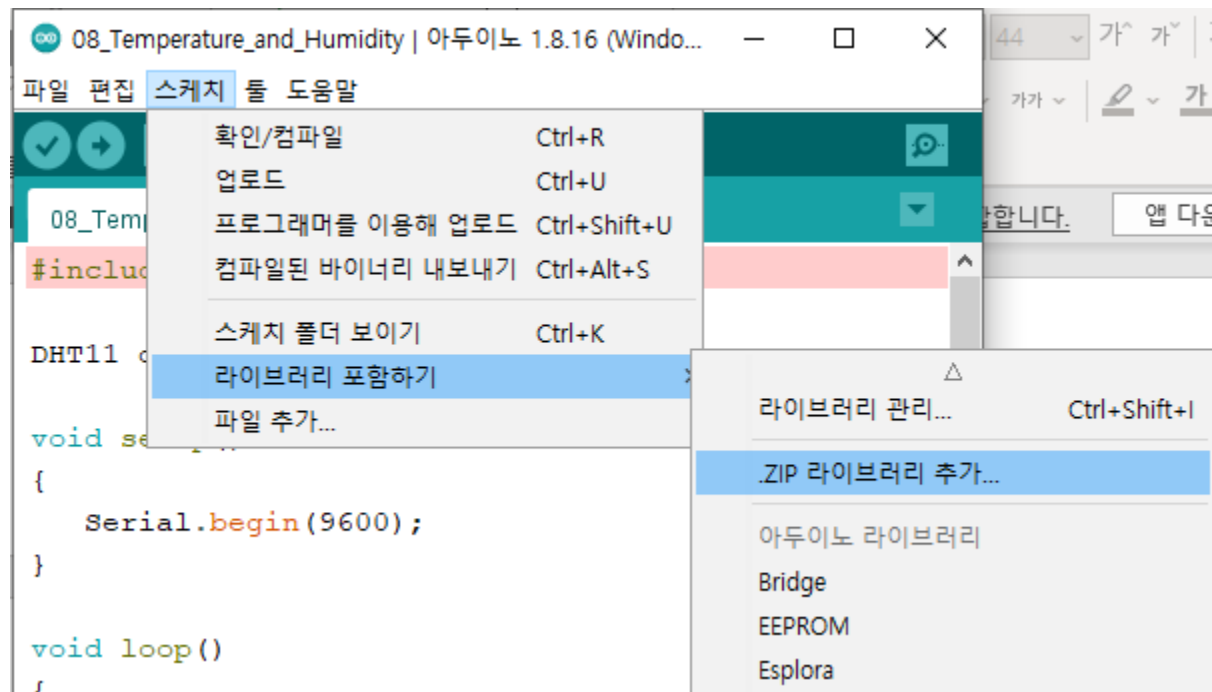 08_Temperature_and_Humidity | 아두이노 1.8.16 (Windo...
파일 편집 스케치 툴 도움말
확인/컴파일 Ctrl+R
업로드 Ctrl+U
프로그래머를 이용해 업로드 Ctrl+Shift+U
컴파일된 바이너리 내보내기 Ctrl+Alt+S
스케치 폴더 보이기 Ctrl+K
라이브러리 포함하기
파일 추가...
라이브러리 관리... Ctrl+Shift+I
.ZIP 라이브러리 추가...
아두이노 라이브러리
Bridge
EEPROM
Esplora
08_Temp
#includ
DHT11
void
{
Serial.begin(9600);
}
void loop()
{
44 가 가
가가 가
합니다. 앱 다운